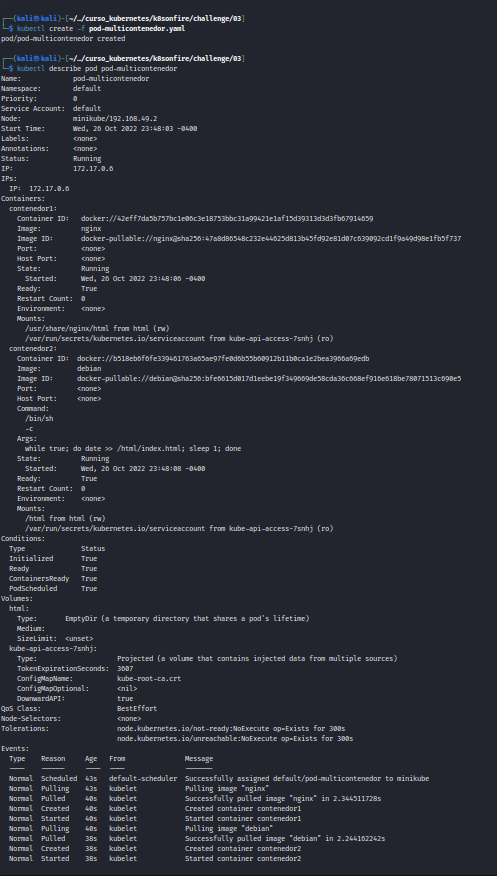 ┌──(kali㉿kali)-[~/…/curso_kubernetes/k8sonfire/challenge/03]
└─$ kubectl create -f pod-multicontenedor.yaml
pod/pod-multicontenedor created
┌──(kali㉿kali)-[~/…/curso_kubernetes/k8sonfire/challenge/03]
└─$ kubectl describe pod pod-multicontenedor
Name: pod-multicontenedor
Namespace: default
Priority: 0
Service Account: default
Node: minikube/192.168.49.2
Start Time: Wed, 26 Oct 2022 23:48:03 -0400
Labels: <none>
Annotations: <none>
Status: Running
IP: 172.17.0.6
IPs:
IP: 172.17.0.6
Containers:
contenedor1:
Container ID: docker://42eff7da5b757bc1e06c3e18753bbc31a99421e1af15d39313d3d3fb67914659
Image: nginx
Image ID: docker-pullable://nginx@sha256:47a8d86548c232e44625d813b45fd92e81d07c639092cd1f9a49d98e1fb5f737
Port: <none>
Host Port: <none>
State: Running
Started: Wed, 26 Oct 2022 23:48:06 -0400
Ready: True
Restart Count: 0
Environment: <none>
Mounts:
/usr/share/nginx/html from html (rw)
/var/run/secrets/kubernetes.io/serviceaccount from kube-api-access-7snhj (ro)
contenedor2:
Container ID: docker://b518eb6f6fe339461763a65ae97fe0d6b55b60912b11b0ca1e2bea3966a69edb
Image: debian
Image ID: docker-pullable://debian@sha256:bfe6615d017d1eebe19f349669de58cda36c668ef916e618be78071513c690e5
Port: <none>
Host Port: <none>
Command:
/bin/sh
-c
Args:
while true; do date >> /html/index.html; sleep 1; done
State: Running
Started: Wed, 26 Oct 2022 23:48:08 -0400
Ready: True
Restart Count: 0
Environment: <none>
Mounts:
/html from html (rw)
/var/run/secrets/kubernetes.io/serviceaccount from kube-api-access-7snhj (ro)
Conditions:
Type Status
Initialized True
Ready True
ContainersReady True
PodScheduled True
Volumes:
html:
Type: EmptyDir (a temporary directory that shares a pod's lifetime)
Medium:
SizeLimit: <unset>
kube-api-access-7snhj:
Type: Projected (a volume that contains injected data from multiple sources)
TokenExpirationSeconds: 3607
ConfigMapName: kube-root-ca.crt
ConfigMapOptional: <nil>
DownwardAPI: true
QoS Class: BestEffort
Node-Selectors: <none>
Tolerations: node.kubernetes.io/not-ready:NoExecute op=Exists for 300s
node.kubernetes.io/unreachable:NoExecute op=Exists for 300s
Events:
Type Reason Age From Message
---- ------ ---- ---- -------
Normal Scheduled 43s default-scheduler Successfully assigned default/pod-multicontenedor to minikube
Normal Pulling 43s kubelet Pulling image "nginx"
Normal Pulled 40s kubelet Successfully pulled image "nginx" in 2.344511728s
Normal Created 40s kubelet Created container contenedor1
Normal Started 40s kubelet Started container contenedor1
Normal Pulling 40s kubelet Pulling image "debian"
Normal Pulled 38s kubelet Successfully pulled image "debian" in 2.244162242s
Normal Created 38s kubelet Created container contenedor2
Normal Started 38s kubelet Started container contenedor2